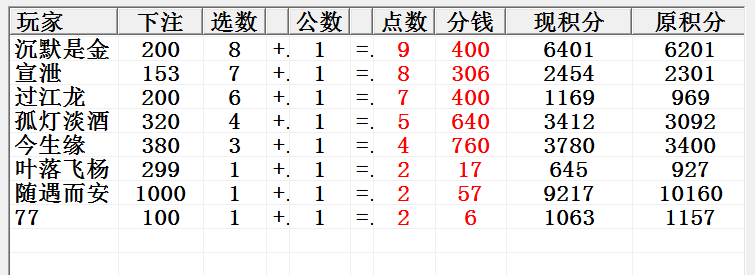 玩家 下注 选数 公数 点数 分钱 现积分 原积分
沉默是金 200 8 +. 1 =. 9 400 6401 6201
宣泄 153 7 +. 1 =. 8 306 2454 2301
过江龙 200 6 +. 1 =. 7 400 1169 969
孤灯淡酒 320 4 +. 1 =. 5 640 3412 3092
今生缘 380 3 +. 1 =. 4 760 3780 3400
叶落飞杨 299 1 +. 1 =. 2 17 645 927
随遇而安 1000 1 +. 1 =. 2 57 9217 10160
77 100 1 +. 1 =. 2 6 1063 1157